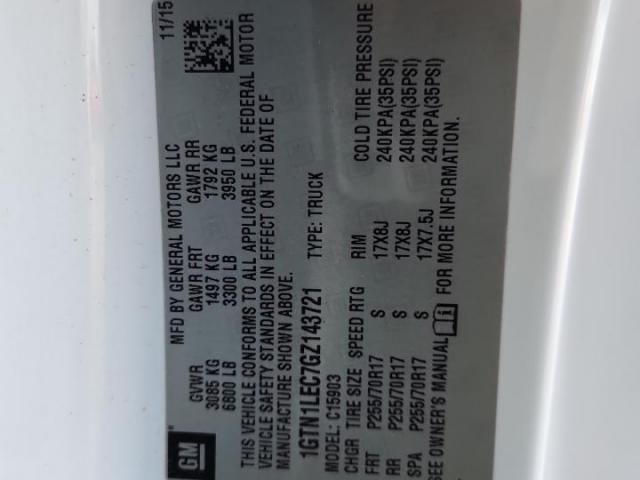 GM
MFD BY GENERAL MOTORS LLC
11/15
GVWR GAWR FRT GAWR RR
3085 KG 1497 KG 1792 KG
6800 LB 3300 LB 3950 LB
THIS VEHICLE CONFORMS TO ALL APPLICABLE U.S. FEDERAL MOTOR
VEHICLE SAFETY STANDARDS IN EFFECT ON THE DATE OF
MANUFACTURE SHOWN ABOVE.
1GTN1LEC7GZ143721 TYPE: TRUCK
MODEL: C15903
CHGR TIRE SIZE SPEED RTG RIM COLD TIRE PRESSURE
FRT P255/70R17 S 17X8J 240KPA(35PSI)
RR P255/70R17 S 17X8J 240KPA(35PSI)
SPA P255/70R17 S 17X7.5J 240KPA(35PSI)
SEE OWNER'S MANUAL FOR MORE INFORMATION.